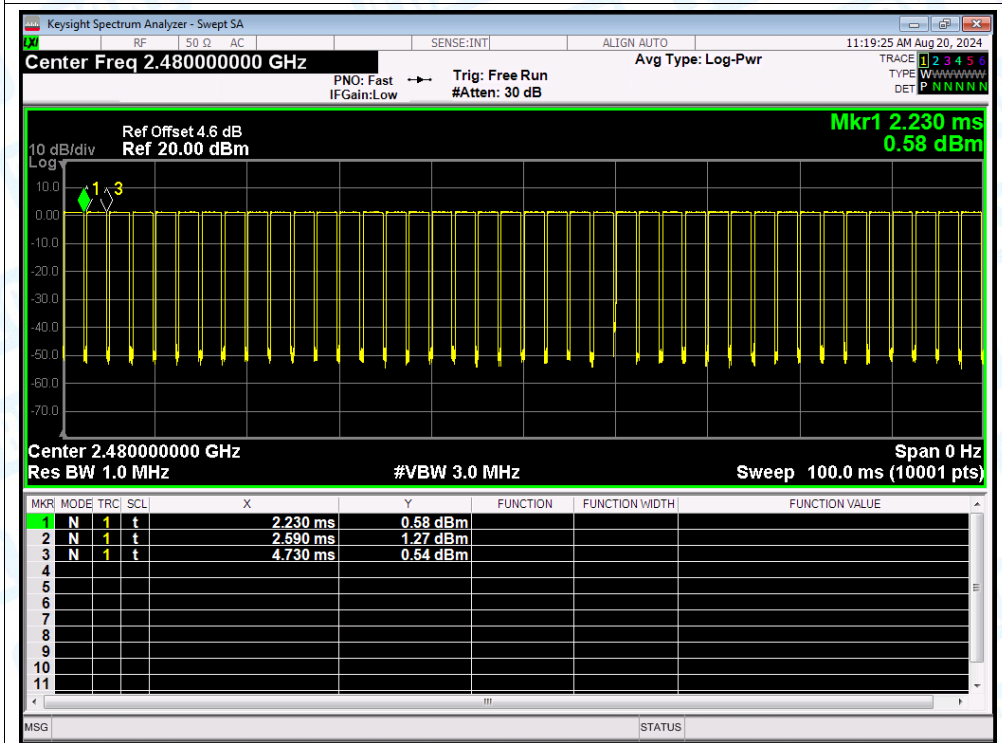 Keysight Spectrum Analyzer - Swept SA
LXI RF 50 Ω AC SENSE:INT ALIGN AUTO 11:19:25 AM Aug 20, 2024
Center Freq 2.480000000 GHz Avg Type: Log-Pwr TRACE 1 2 3 4 5 6
PNO: Fast Trig: Free Run TYPE WWWWWW
IFGain:Low #Atten: 30 dB DET P N N N N N
Mkr1 2.230 ms
Ref Offset 4.6 dB
10 dB/div Ref 20.00 dBm 0.58 dBm
Log
10.0
1 3
0.00
-10.0
-20.0
-30.0
-40.0
-50.0
-60.0
-70.0
Center 2.480000000 GHz Span 0 Hz
Res BW 1.0 MHz #VBW 3.0 MHz Sweep 100.0 ms (10001 pts)
MKR MODE TRC SCL X Y FUNCTION FUNCTION WIDTH FUNCTION VALUE
1 N 1 t 2.230 ms 0.58 dBm
2 N 1 t 2.590 ms 1.27 dBm
3 N 1 t 4.730 ms 0.54 dBm
4
5
6
7
8
9
10
11
MSG STATUS